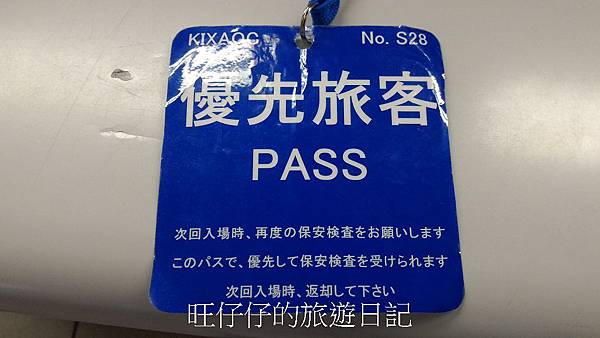 KIXAOC No. S28
優先旅客
PASS
次回入場時、再度の保安検査をお願いします
このパスで、優先して保安検査を受けられます
次回入場時、返却して下さい
旺仔仔的旅遊日記